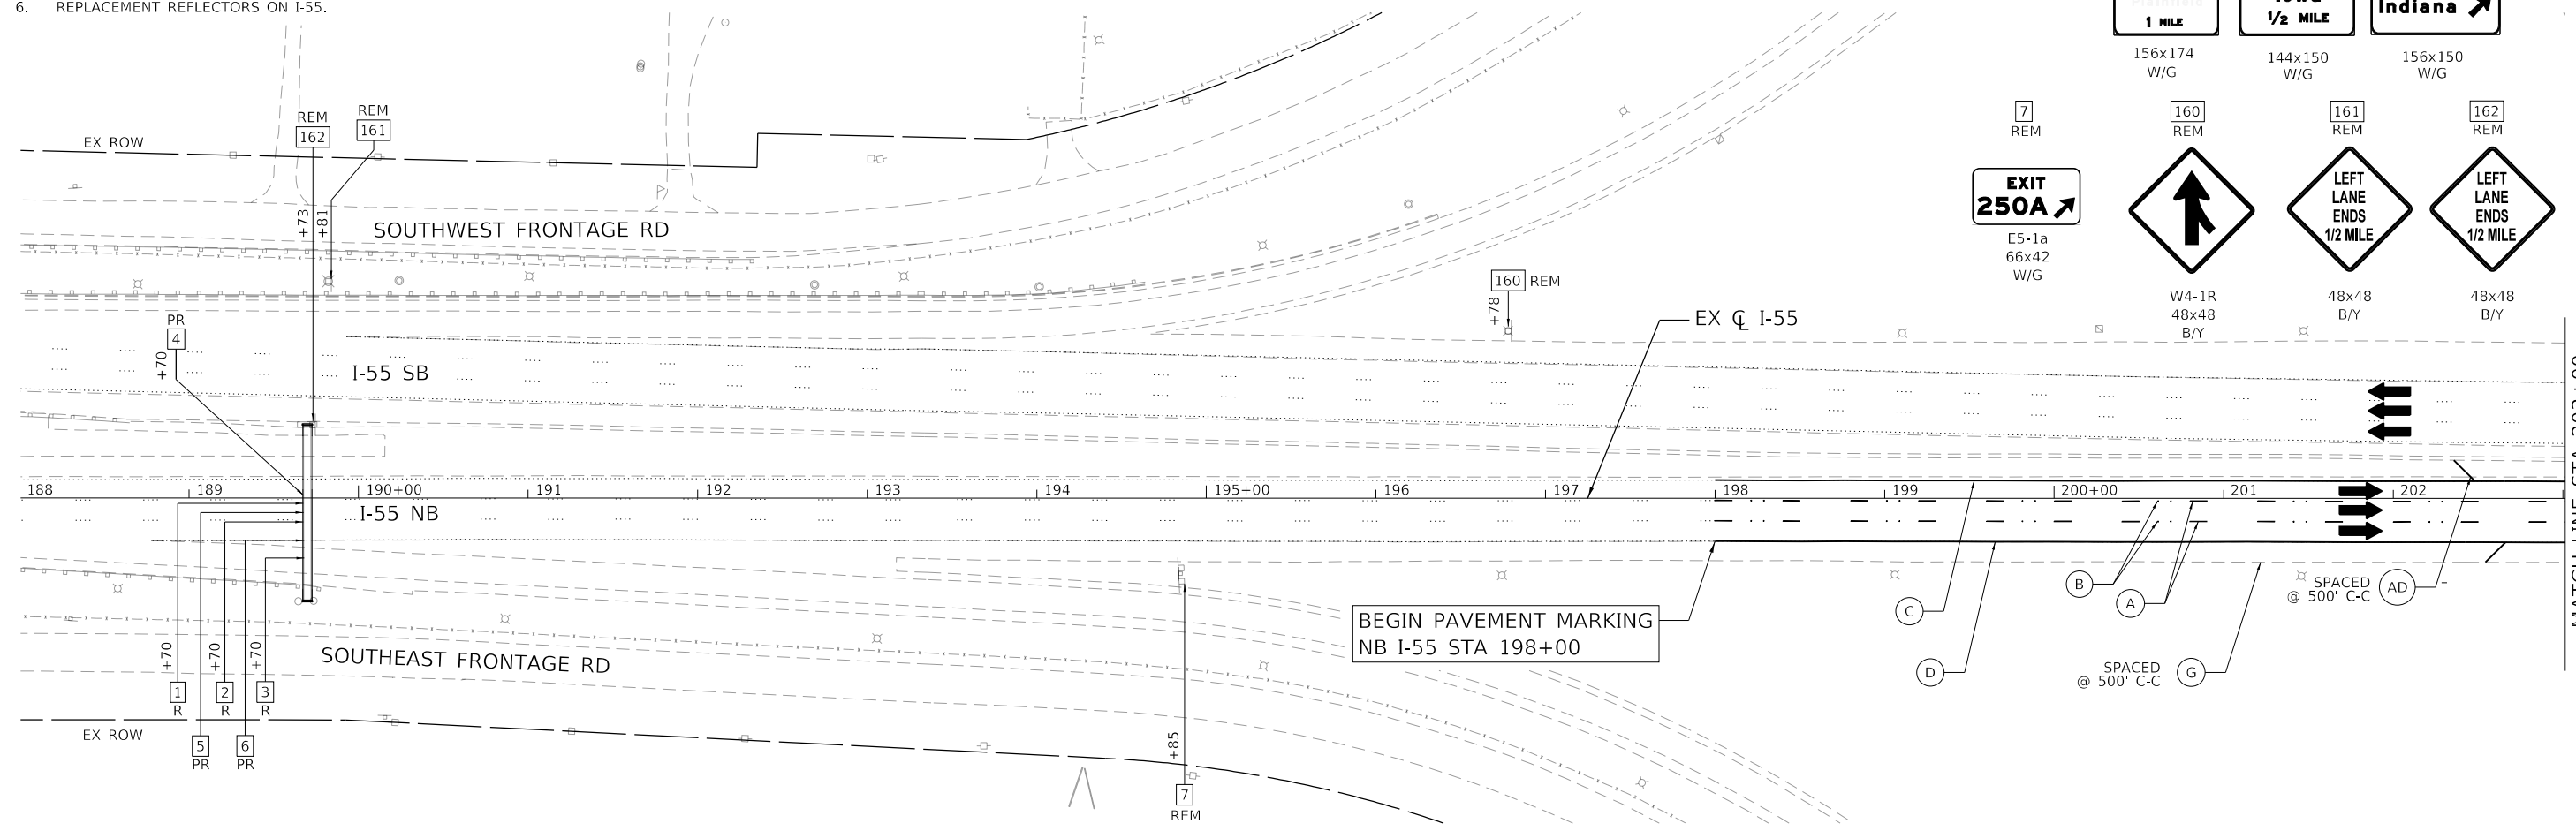 6. REPLACEMENT REFLECTORS ON I-55.
1 MILE
1/2 MILE
Indiana
156x174
W/G
144x150
W/G
156x150
W/G
7
REM
160
REM
161
REM
162
REM
EXIT
250A
E5-1a
66x42
W/G
W4-1R
48x48
B/Y
LEFT
LANE
ENDS
1/2 MILE
48x48
B/Y
LEFT
LANE
ENDS
1/2 MILE
48x48
B/Y
REM
162
REM
161
EX ROW
+73
+81
SOUTHWEST FRONTAGE RD
PR
4
+70
160 REM
+78
EX CL I-55
I-55 SB
188
189
190+00
191
192
193
194
195+00
196
197
198
199
200+00
201
202
I-55 NB
BEGIN PAVEMENT MARKING
NB I-55 STA 198+00
B
A
C
D
SPACED
@ 500' C-C
AD
SPACED
@ 500' C-C
G
SOUTHEAST FRONTAGE RD
+70
+70
+70
1
R
2
R
3
R
5
PR
6
PR
EX ROW
+85
7
REM